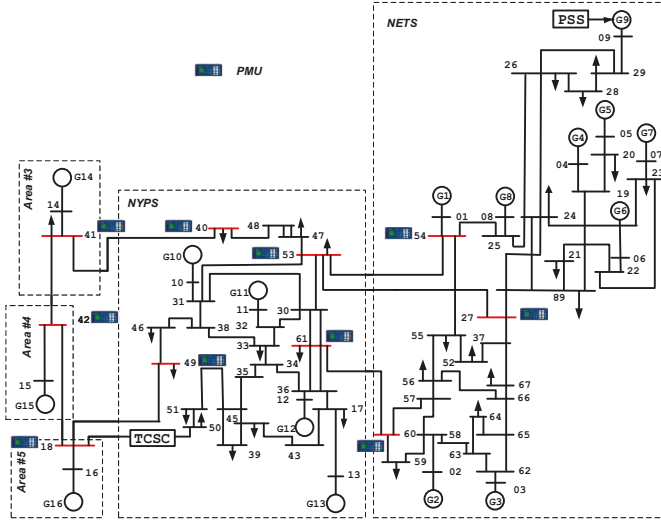 NETS
PSS
G9
09
PMU
26
29
28
G5
G4
G7
05
20
07
04
23
Area #3
G14
19
14
NYPS
G1
G8
G6
40
48
47
01
08
24
41
54
25
53
21
06
G10
22
10
G11
89
31
11
30
27
42
46
38
32
61
55
37
Area #4
33
49
34
52
35
56
67
15
36
57
66
G15
51
12
17
64
50
45
G12
60
58
65
18
TCSC
39
43
63
59
Area #5
16
13
02
62
03
G16
G13
G2
G3